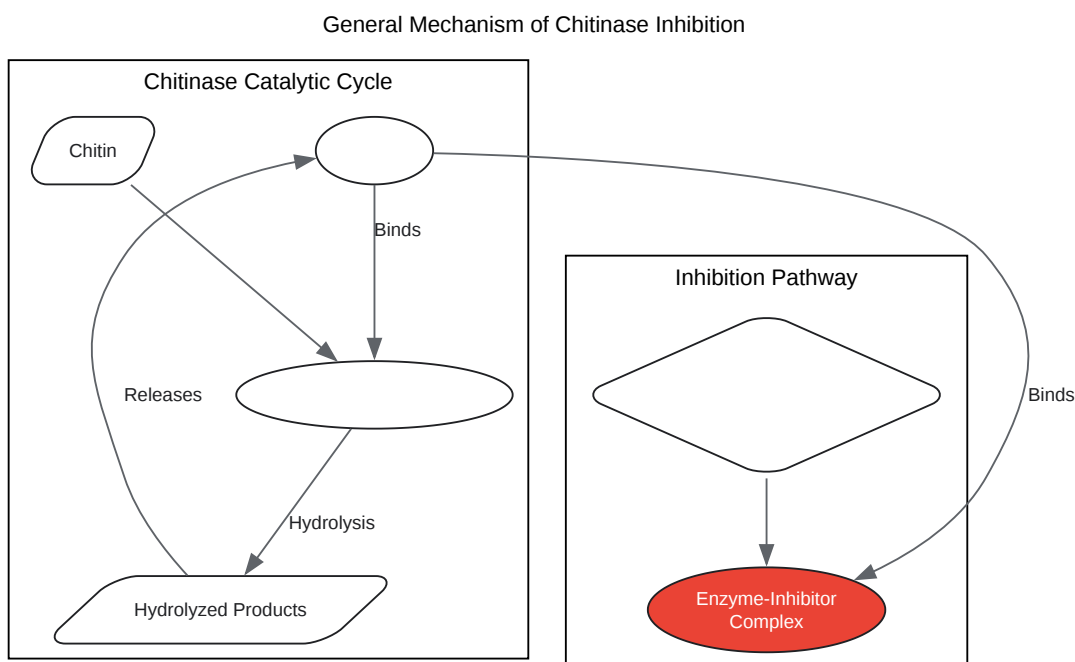 General Mechanism of Chitinase Inhibition
Chitinase Catalytic Cycle
Chitin
Binds
Inhibition Pathway
Releases
Binds
Hydrolysis
Hydrolyzed Products
Enzyme-Inhibitor
Complex